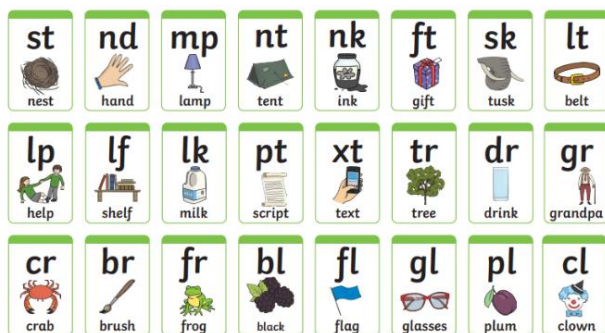 st nd mp nt nk ft sk lt
nest hand lamp tent ink gift tusk belt
lp lf lk pt xt tr dr gr
help shelf milk script text tree drink grandpa
cr br fr bl fl gl pl cl
crab brush frog black flag glasses plum clown